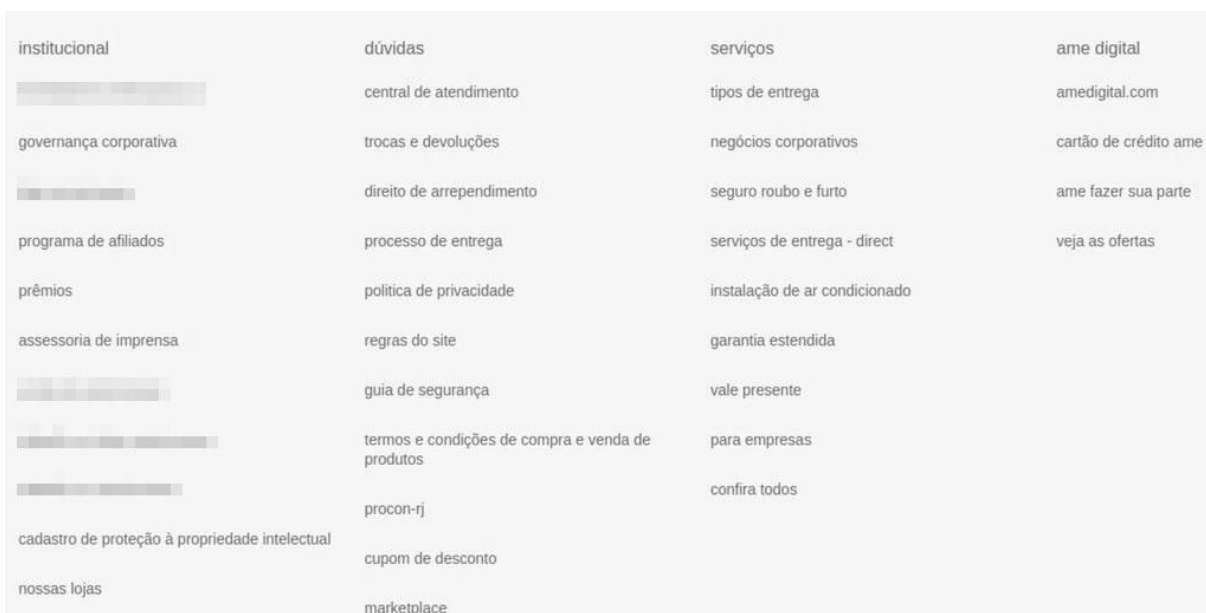 institucional
governança corporativa
programa de afiliados
prêmios
assessoria de imprensa
cadastro de proteção à propriedade intelectual
nossas lojas
dúvidas
central de atendimento
trocas e devoluções
direito de arrependimento
processo de entrega
politica de privacidade
regras do site
guia de segurança
termos e condições de compra e venda de
produtos
procon-rj
cupom de desconto
marketplace
serviços
tipos de entrega
negócios corporativos
seguro roubo e furto
serviços de entrega - direct
instalação de ar condicionado
garantia estendida
vale presente
para empresas
confira todos
ame digital
amedigital.com
cartão de crédito ame
ame fazer sua parte
veja as ofertas